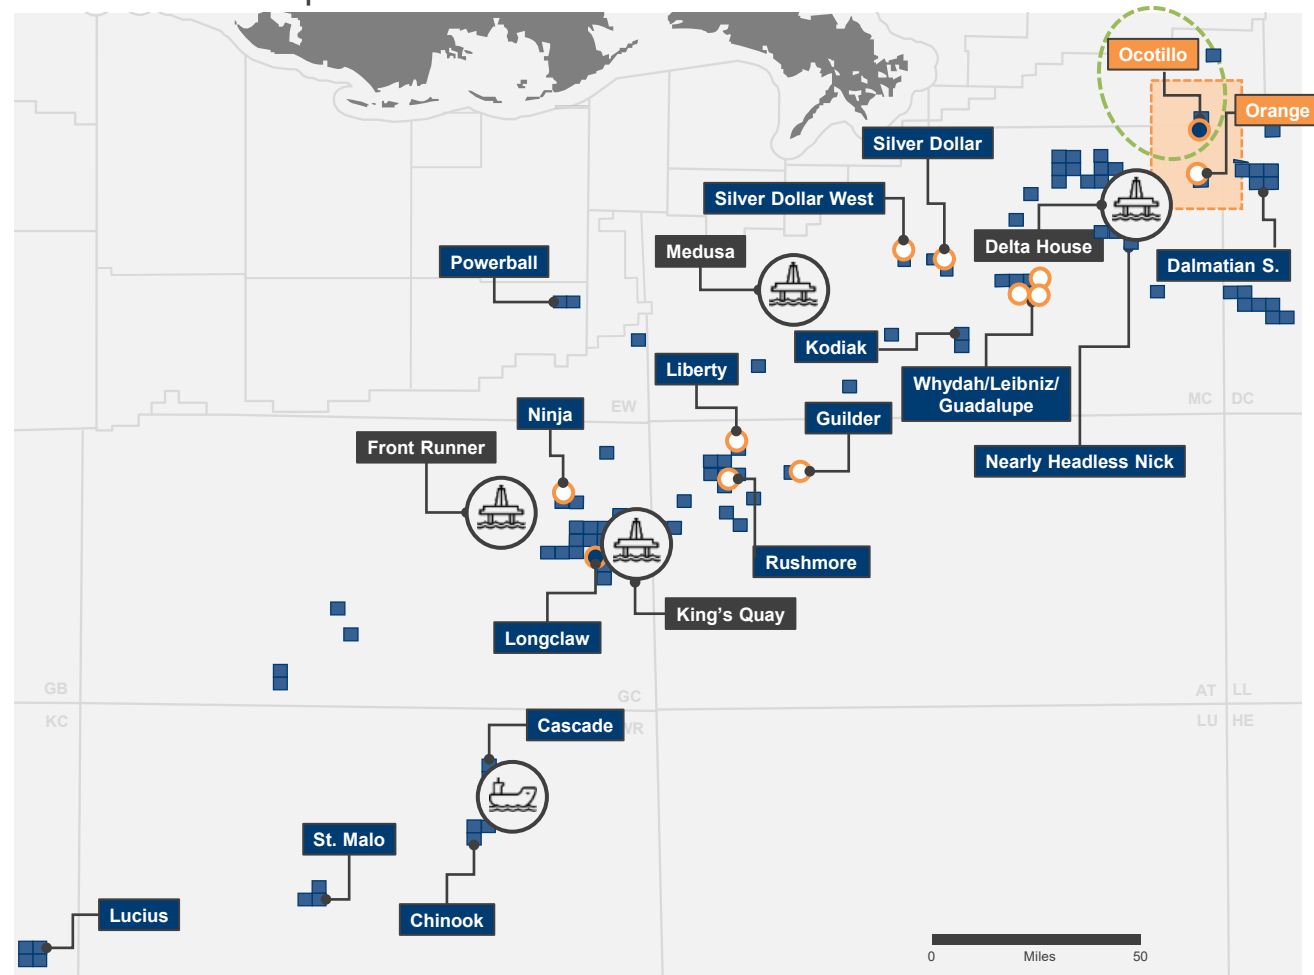 Ocotillo
Orange
Silver Dollar
Silver Dollar West
Medusa
Delta House
Powerball
Dalmatian S.
Kodiak
Liberty
Whydah/Leibniz/
Guadalupe
MC
DC
EW
Ninja
Guilder
Front Runner
Nearly Headless Nick
Rushmore
King's Quay
Longclaw
GB
GC
AT
LL
KC
WR
LU
HE
Cascade
St. Malo
Lucius
Chinook
0
Miles
50